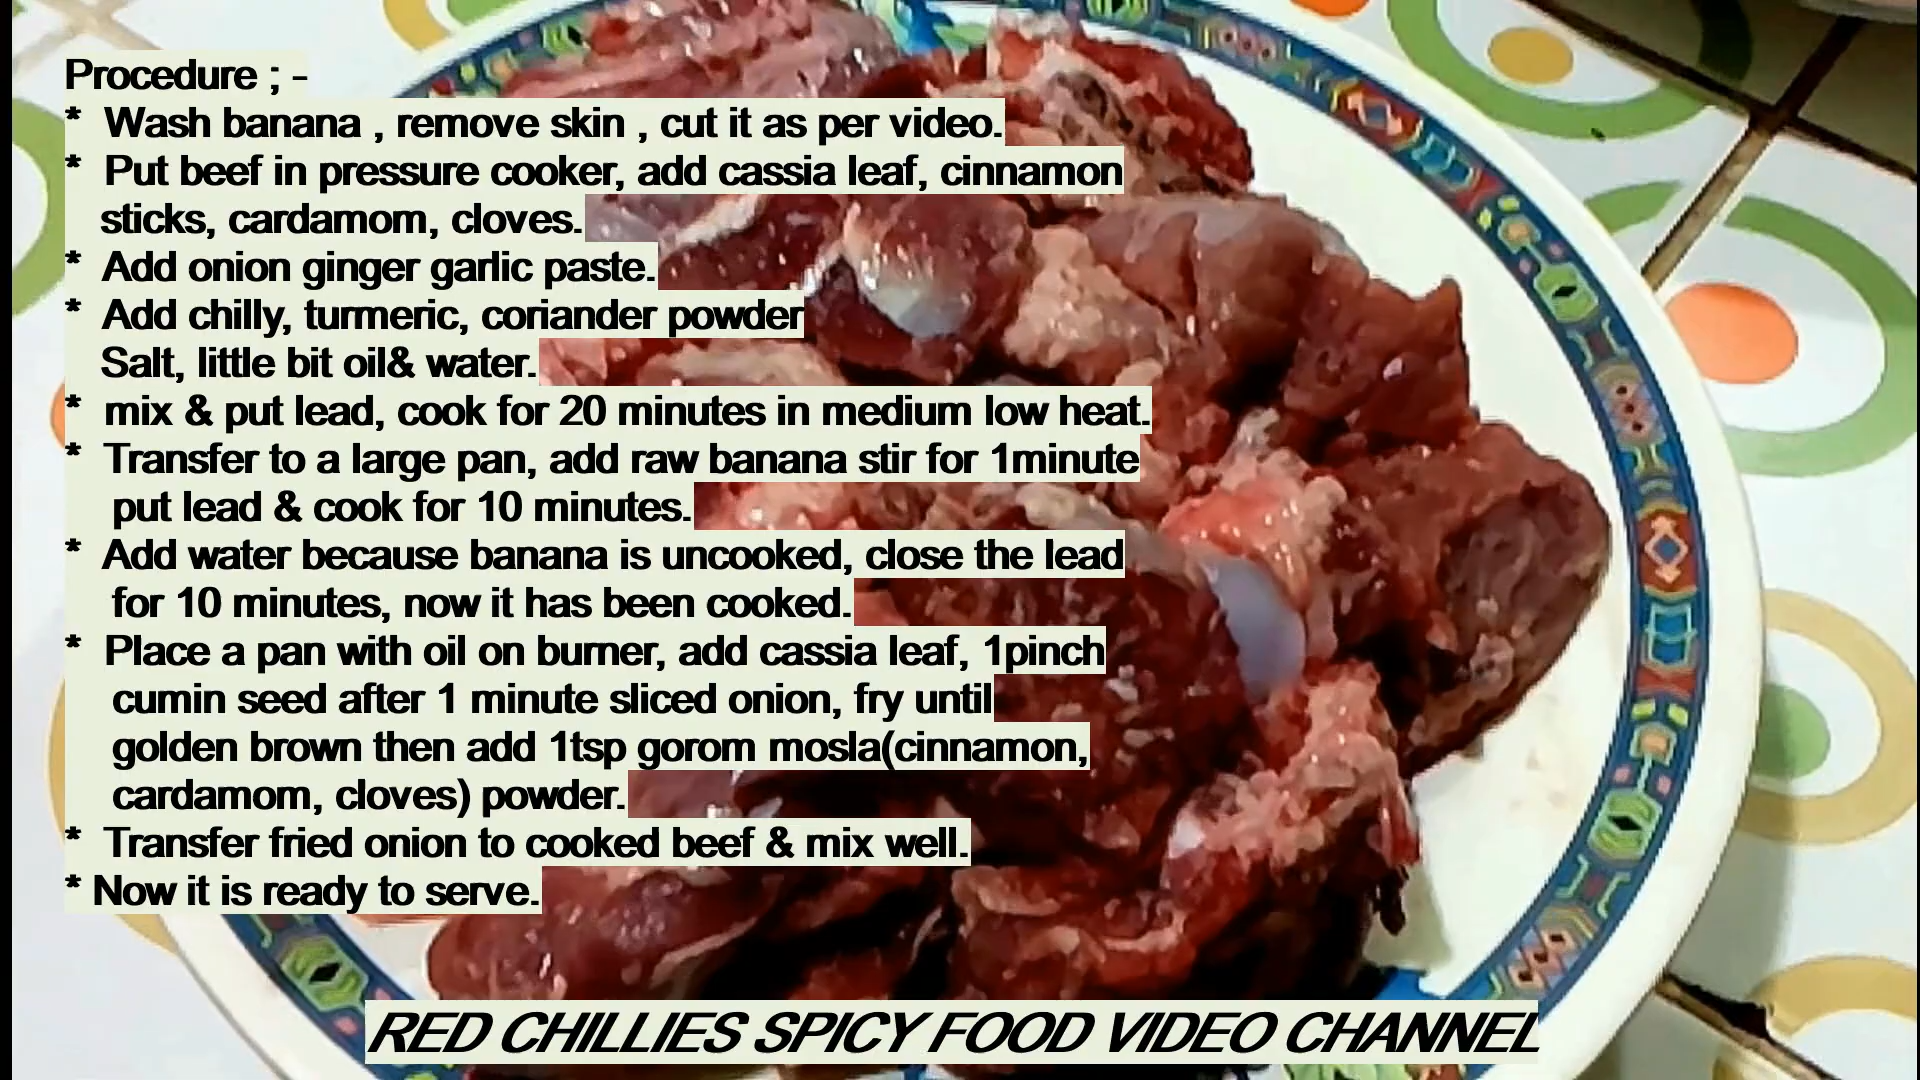 Procedure ; -
* Wash banana , remove skin , cut it as per video.
* Put beef in pressure cooker, add cassia leaf, cinnamon
sticks, cardamom, cloves.
* Add onion ginger garlic paste.
* Add chilly, turmeric, coriander powder
Salt, little bit oil& water.
* mix & put lead, cook for 20 minutes in medium low heat.
* Transfer to a large pan, add raw banana stir for 1minute
put lead & cook for 10 minutes.
* Add water because banana is uncooked, close the lead
for 10 minutes, now it has been cooked.
* Place a pan with oil on burner, add cassia leaf, 1pinch
cumin seed after 1 minute sliced onion, fry until
golden brown then add 1tsp gorom mosla(cinnamon,
cardamom, cloves) powder.
* Transfer fried onion to cooked beef & mix well.
* Now it is ready to serve.
RED CHILLIES SPICY FOOD VIDEO CHANNEL